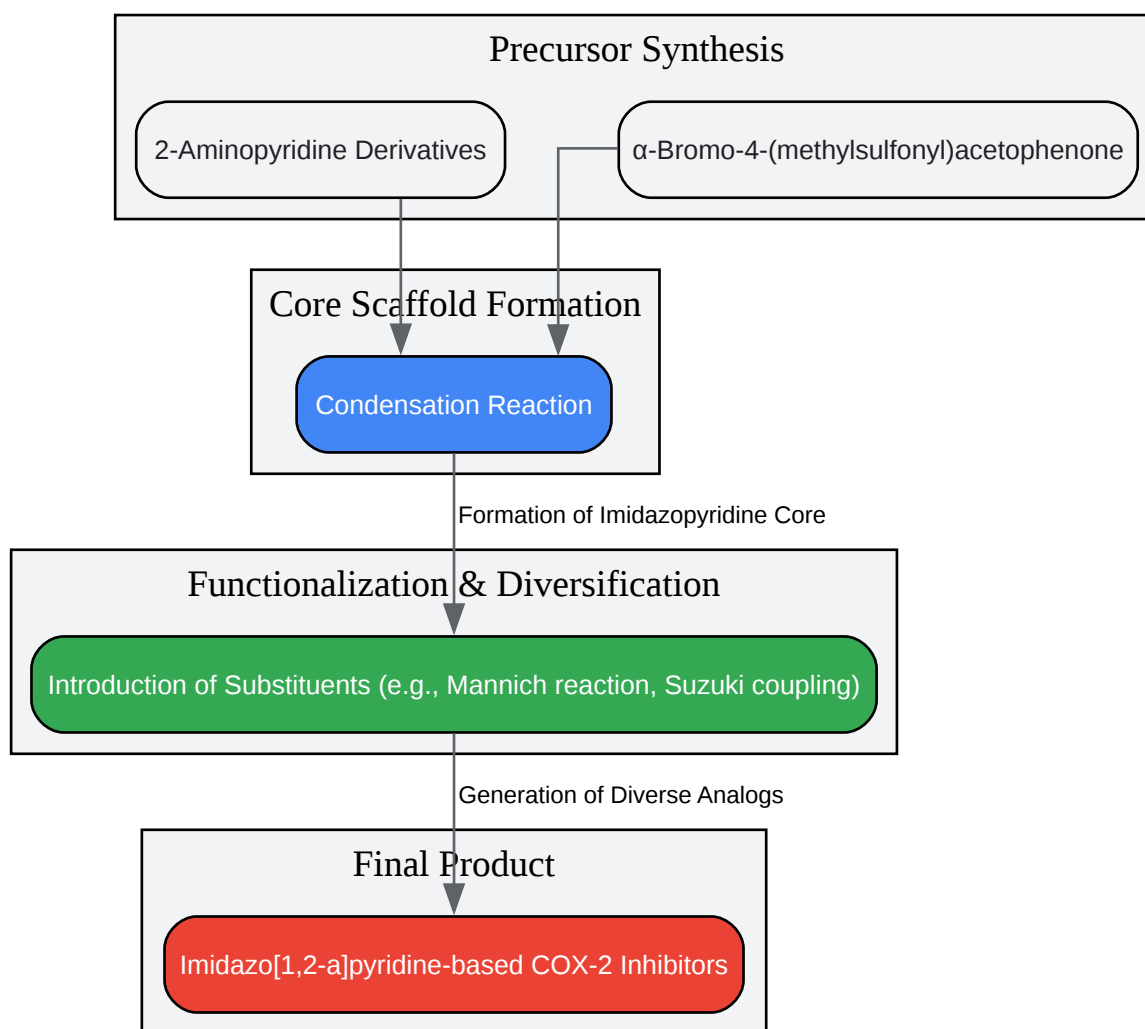 Precursor Synthesis
2-Aminopyridine Derivatives
α-Bromo-4-(methylsulfonyl)acetophenone
Core Scaffold Formation
Condensation Reaction
Formation of Imidazopyridine Core
Functionalization & Diversification
Introduction of Substituents (e.g., Mannich reaction, Suzuki coupling)
Generation of Diverse Analogs
Final Product
Imidazo[1,2-a]pyridine-based COX-2 Inhibitors